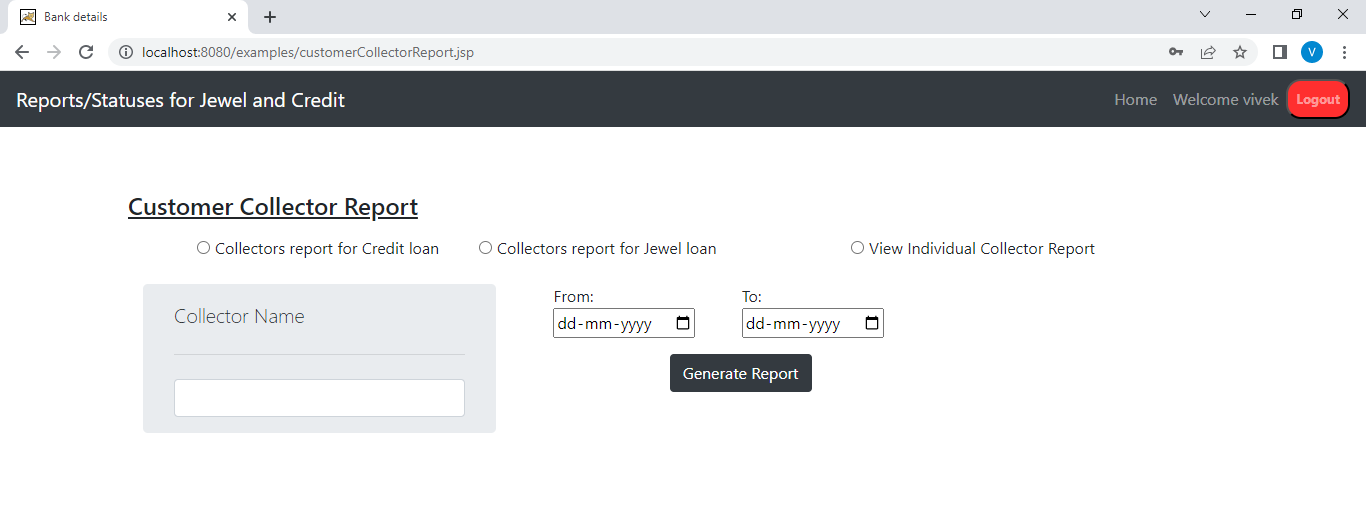 Bank details
localhost:8080/examples/customerCollectorReport.jsp
V
Reports/Statuses for Jewel and Credit
Home Welcome vivek Logout
Customer Collector Report
Collectors report for Credit loan Collectors report for Jewel loan View Individual Collector Report
Collector Name
From: To:
dd-mm-yyyy dd-mm-yyyy
Generate Report